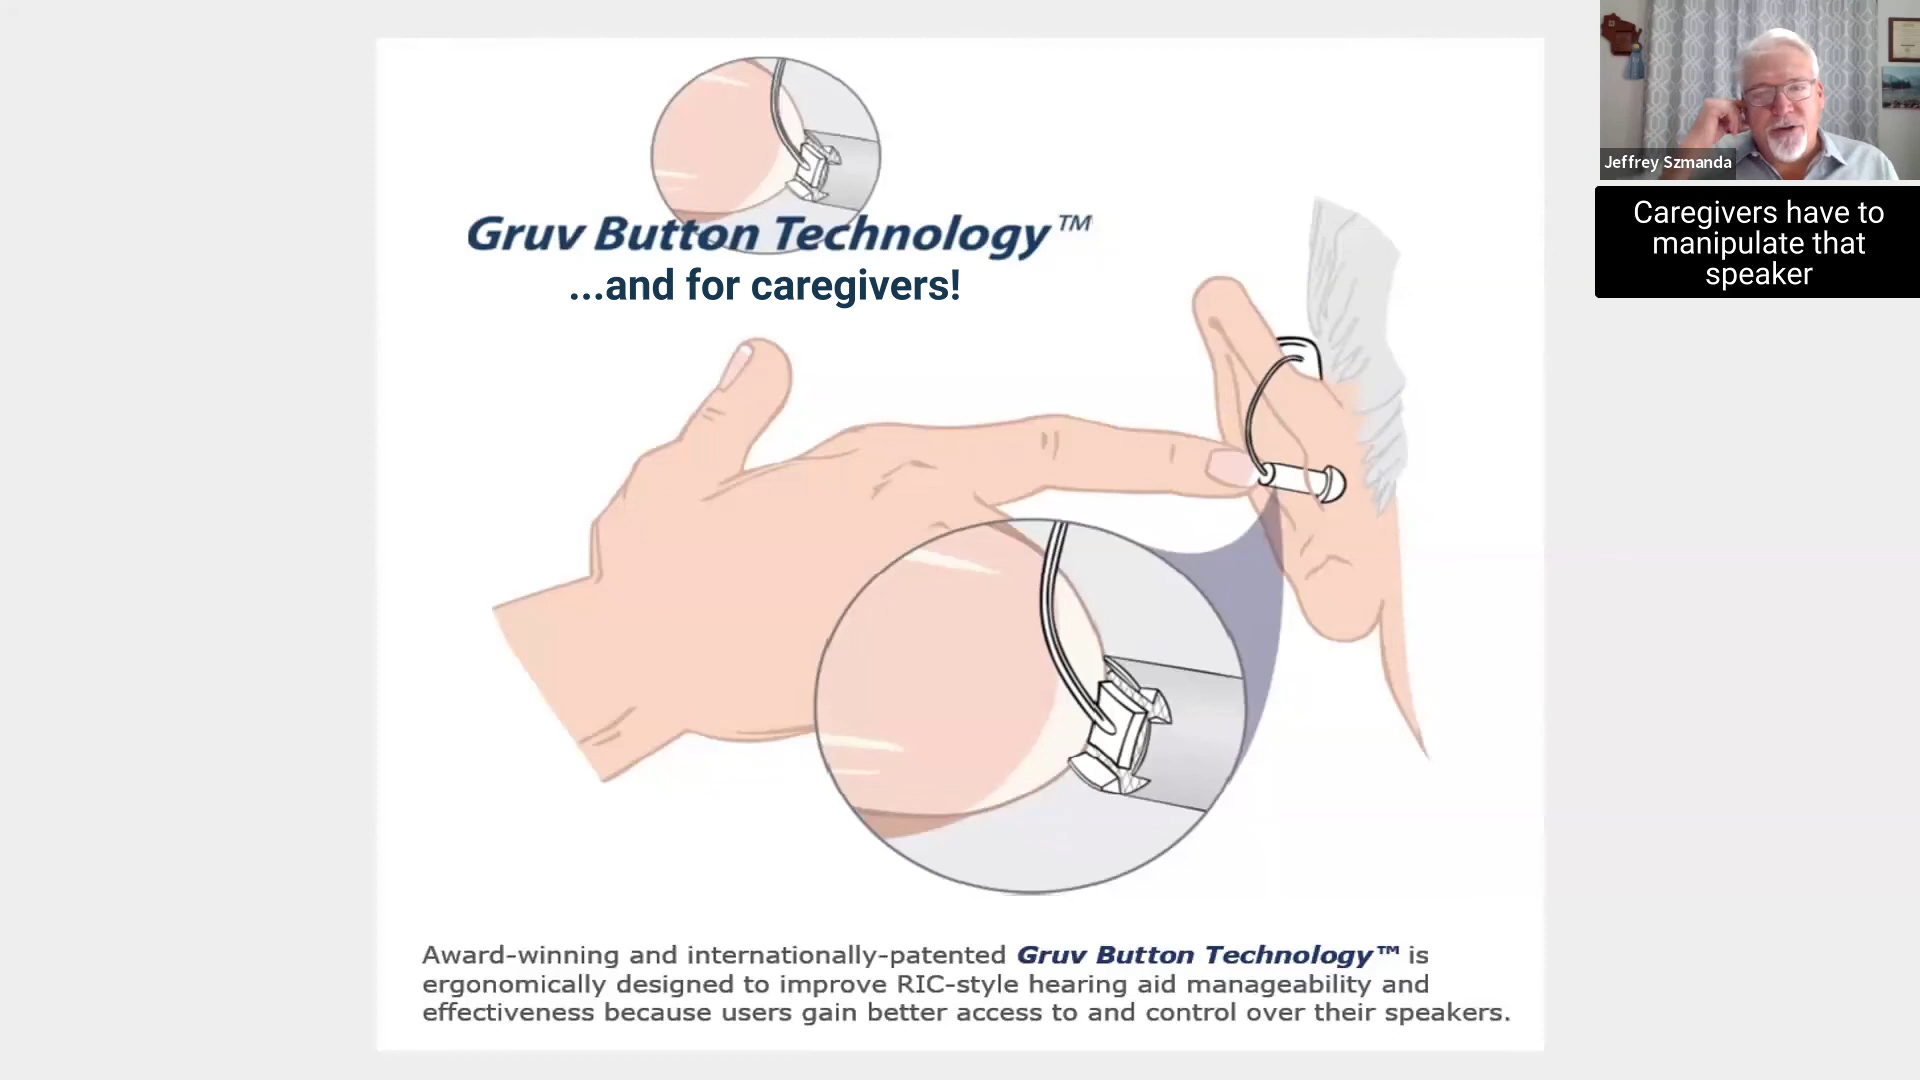 Gruv Button Technology™
...and for caregivers!
Jeffrey Szmanda
Caregivers have to
manipulate that
speaker
Award-winning and internationally-patented Gruv Button Technology™ is
ergonomically designed to improve RIC-style hearing aid manageability and
effectiveness because users gain better access to and control over their speakers.